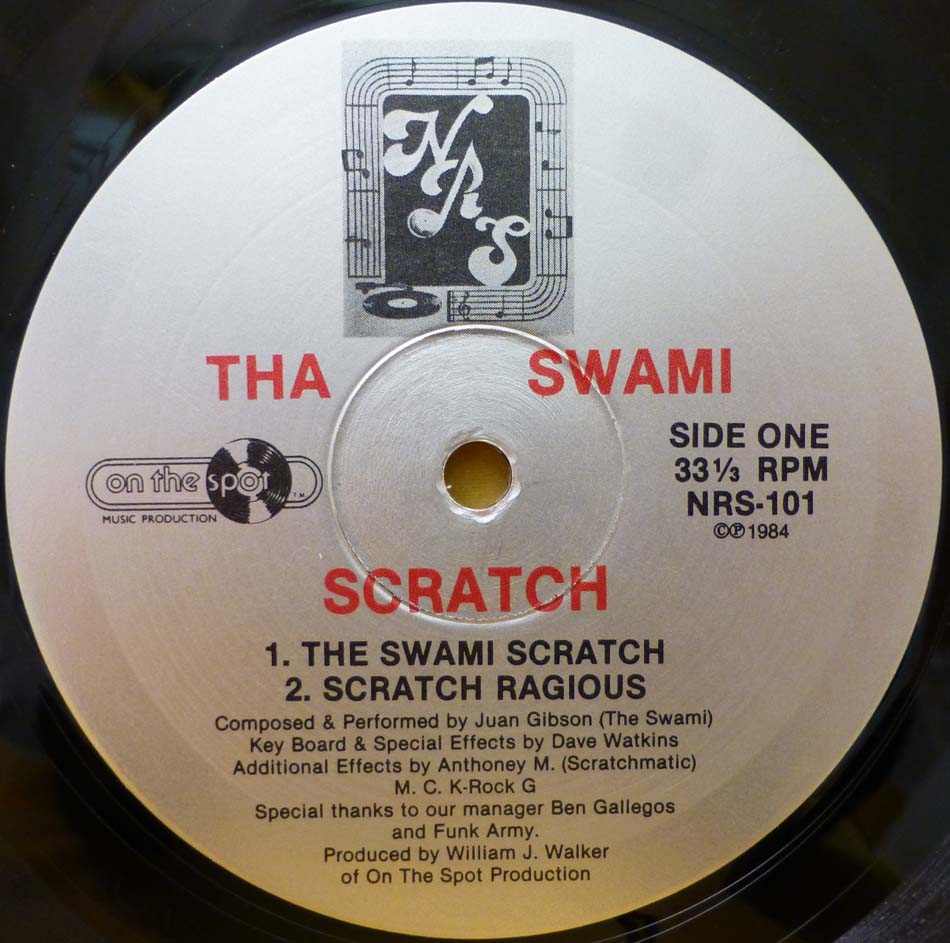 NRS
THA SWAMI
SIDE ONE
33⅓ RPM
NRS-101
©℗1984
on the spot
T.M.
MUSIC PRODUCTION
SCRATCH
1. THE SWAMI SCRATCH
2. SCRATCH RAGIOUS
Composed & Performed by Juan Gibson (The Swami)
Key Board & Special Effects by Dave Watkins
Additional Effects by Anthoney M. (Scratchmatic)
M. C. K-Rock G
Special thanks to our manager Ben Gallegos
and Funk Army.
Produced by William J. Walker
of On The Spot Production